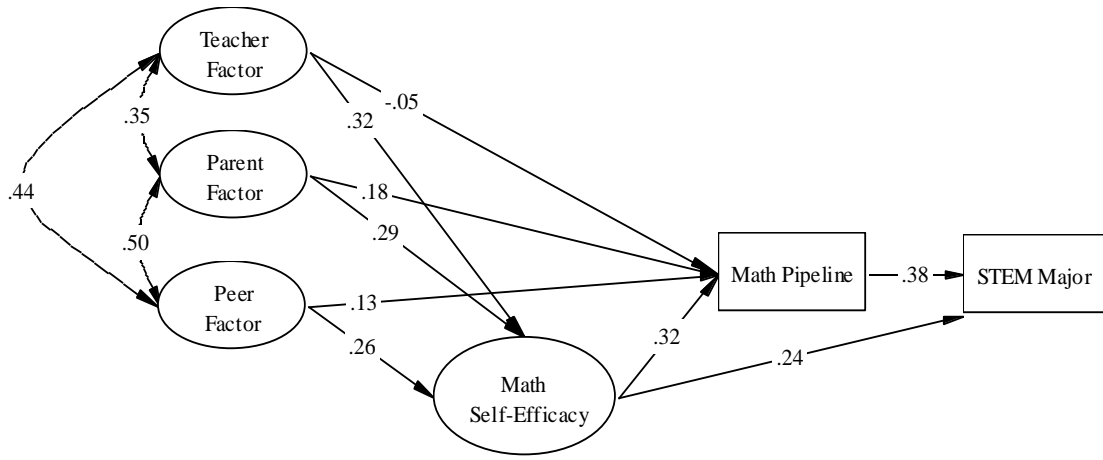 Teacher
Factor
-.05
.35
.32
Parent
Factor
.44
.18
.29
.50
Math Pipeline
.38
STEM Major
Peer
Factor
.13
.26
.32
.24
Math
Self-Efficacy